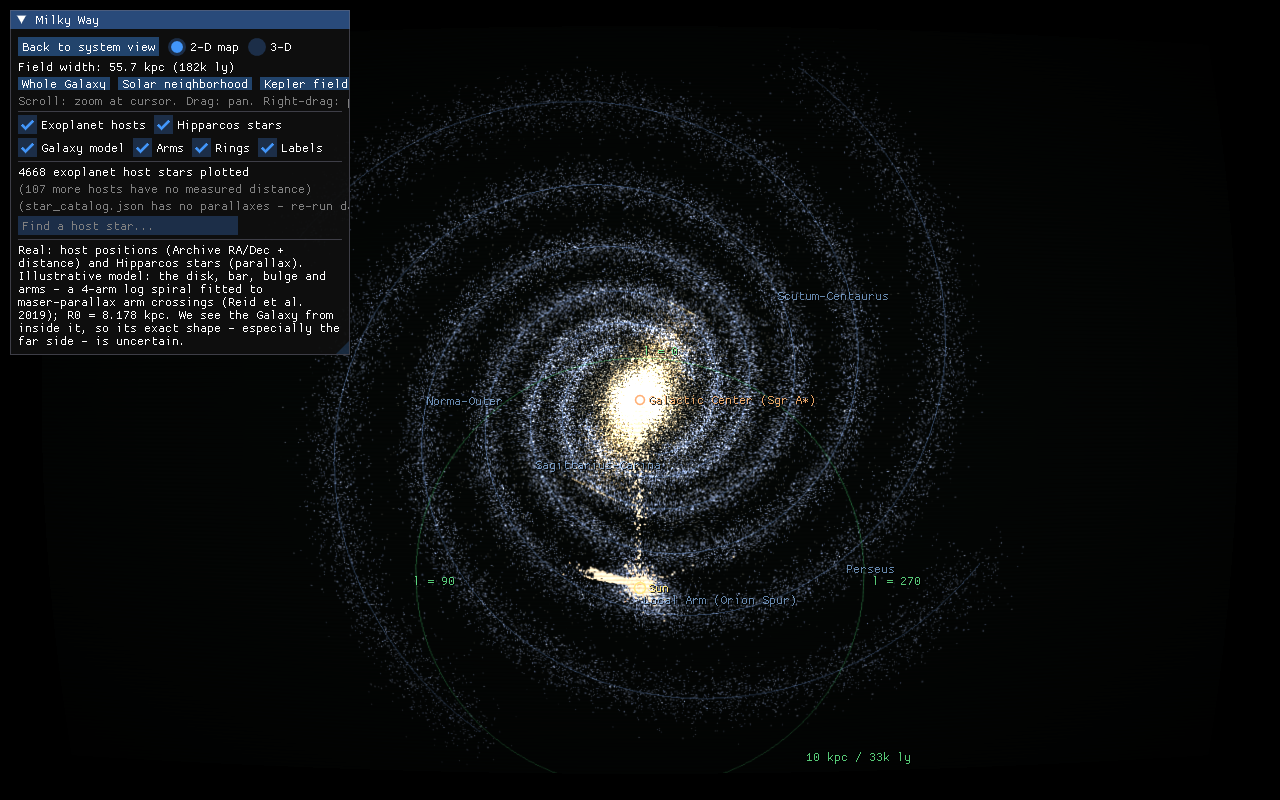 Milky Way
Back to system view 2-D map 3-D
Field width: 55.7 kpc (182k ly)
Whole Galaxy Solar neighborhood Kepler field
Scroll: zoom at cursor. Drag: pan. Right-drag:
Exoplanet hosts Hipparcos stars
Galaxy model Arms Rings Labels
4668 exoplanet host stars plotted
(107 more hosts have no measured distance)
(star_catalog.json has no parallaxes - re-run
Find a host star...
Real: host positions (Archive RA/Dec +
distance) and Hipparcos stars (parallax).
Illustrative model: the disk, bar, bulge and
arms - a 4-arm log spiral fitted to
maser-parallax arm crossings (Reid et al.
2019); R0 = 8.178 kpc. We see the Galaxy from
inside it, so its exact shape - especially the
far side - is uncertain.
Scutum-Centaurus
l = 0
Norma-Outer
Galactic Center (Sgr A*)
Sagittarius-Carina
Perseus
l = 90
l = 270
Sun
Local Arm (Orion Spur)
10 kpc / 33k ly